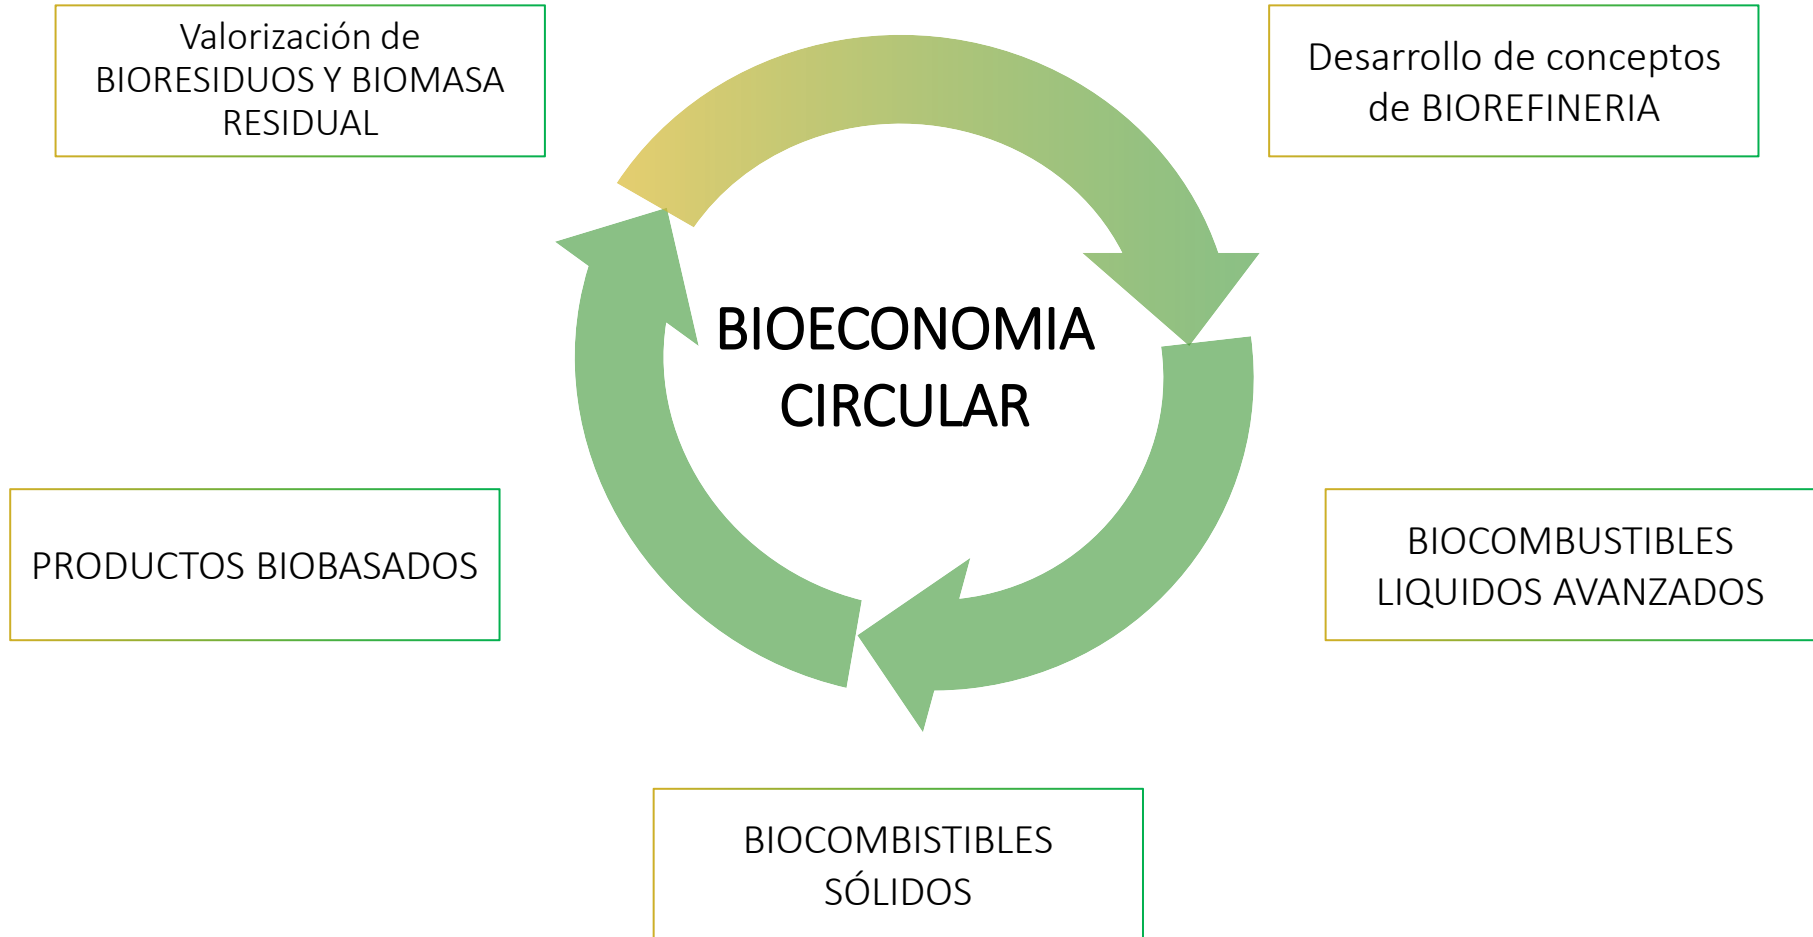 Valorización de
BIORESIDUOS Y BIOMASA
RESIDUAL
Desarrollo de conceptos
de BIOREFINERIA
BIOECONOMIA
CIRCULAR
PRODUCTOS BIOBASADOS
BIOCOMBUSTIBLES
LIQUIDOS AVANZADOS
BIOCOMBISTIBLES
SÓLIDOS